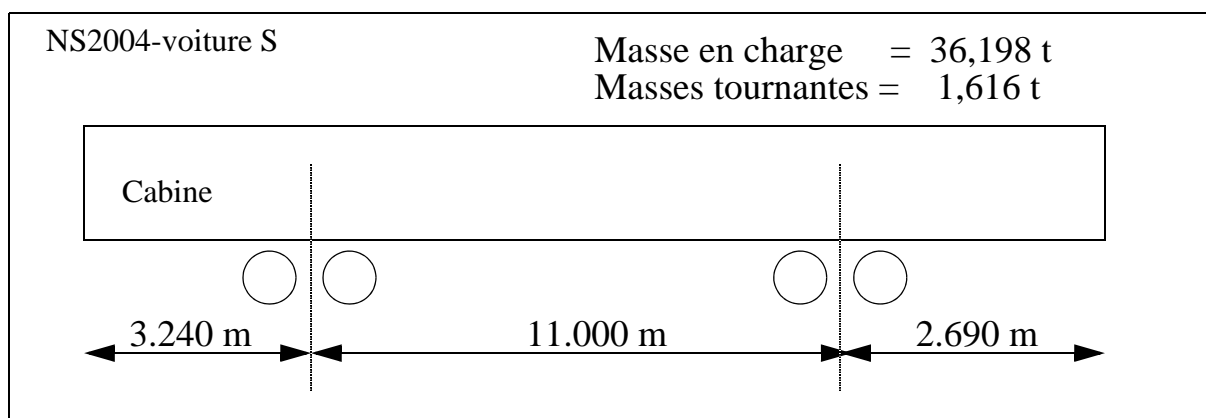 NS2004-voiture S
Masse en charge = 36,198 t
Masses tournantes = 1,616 t
Cabine
3.240 m 11.000 m 2.690 m